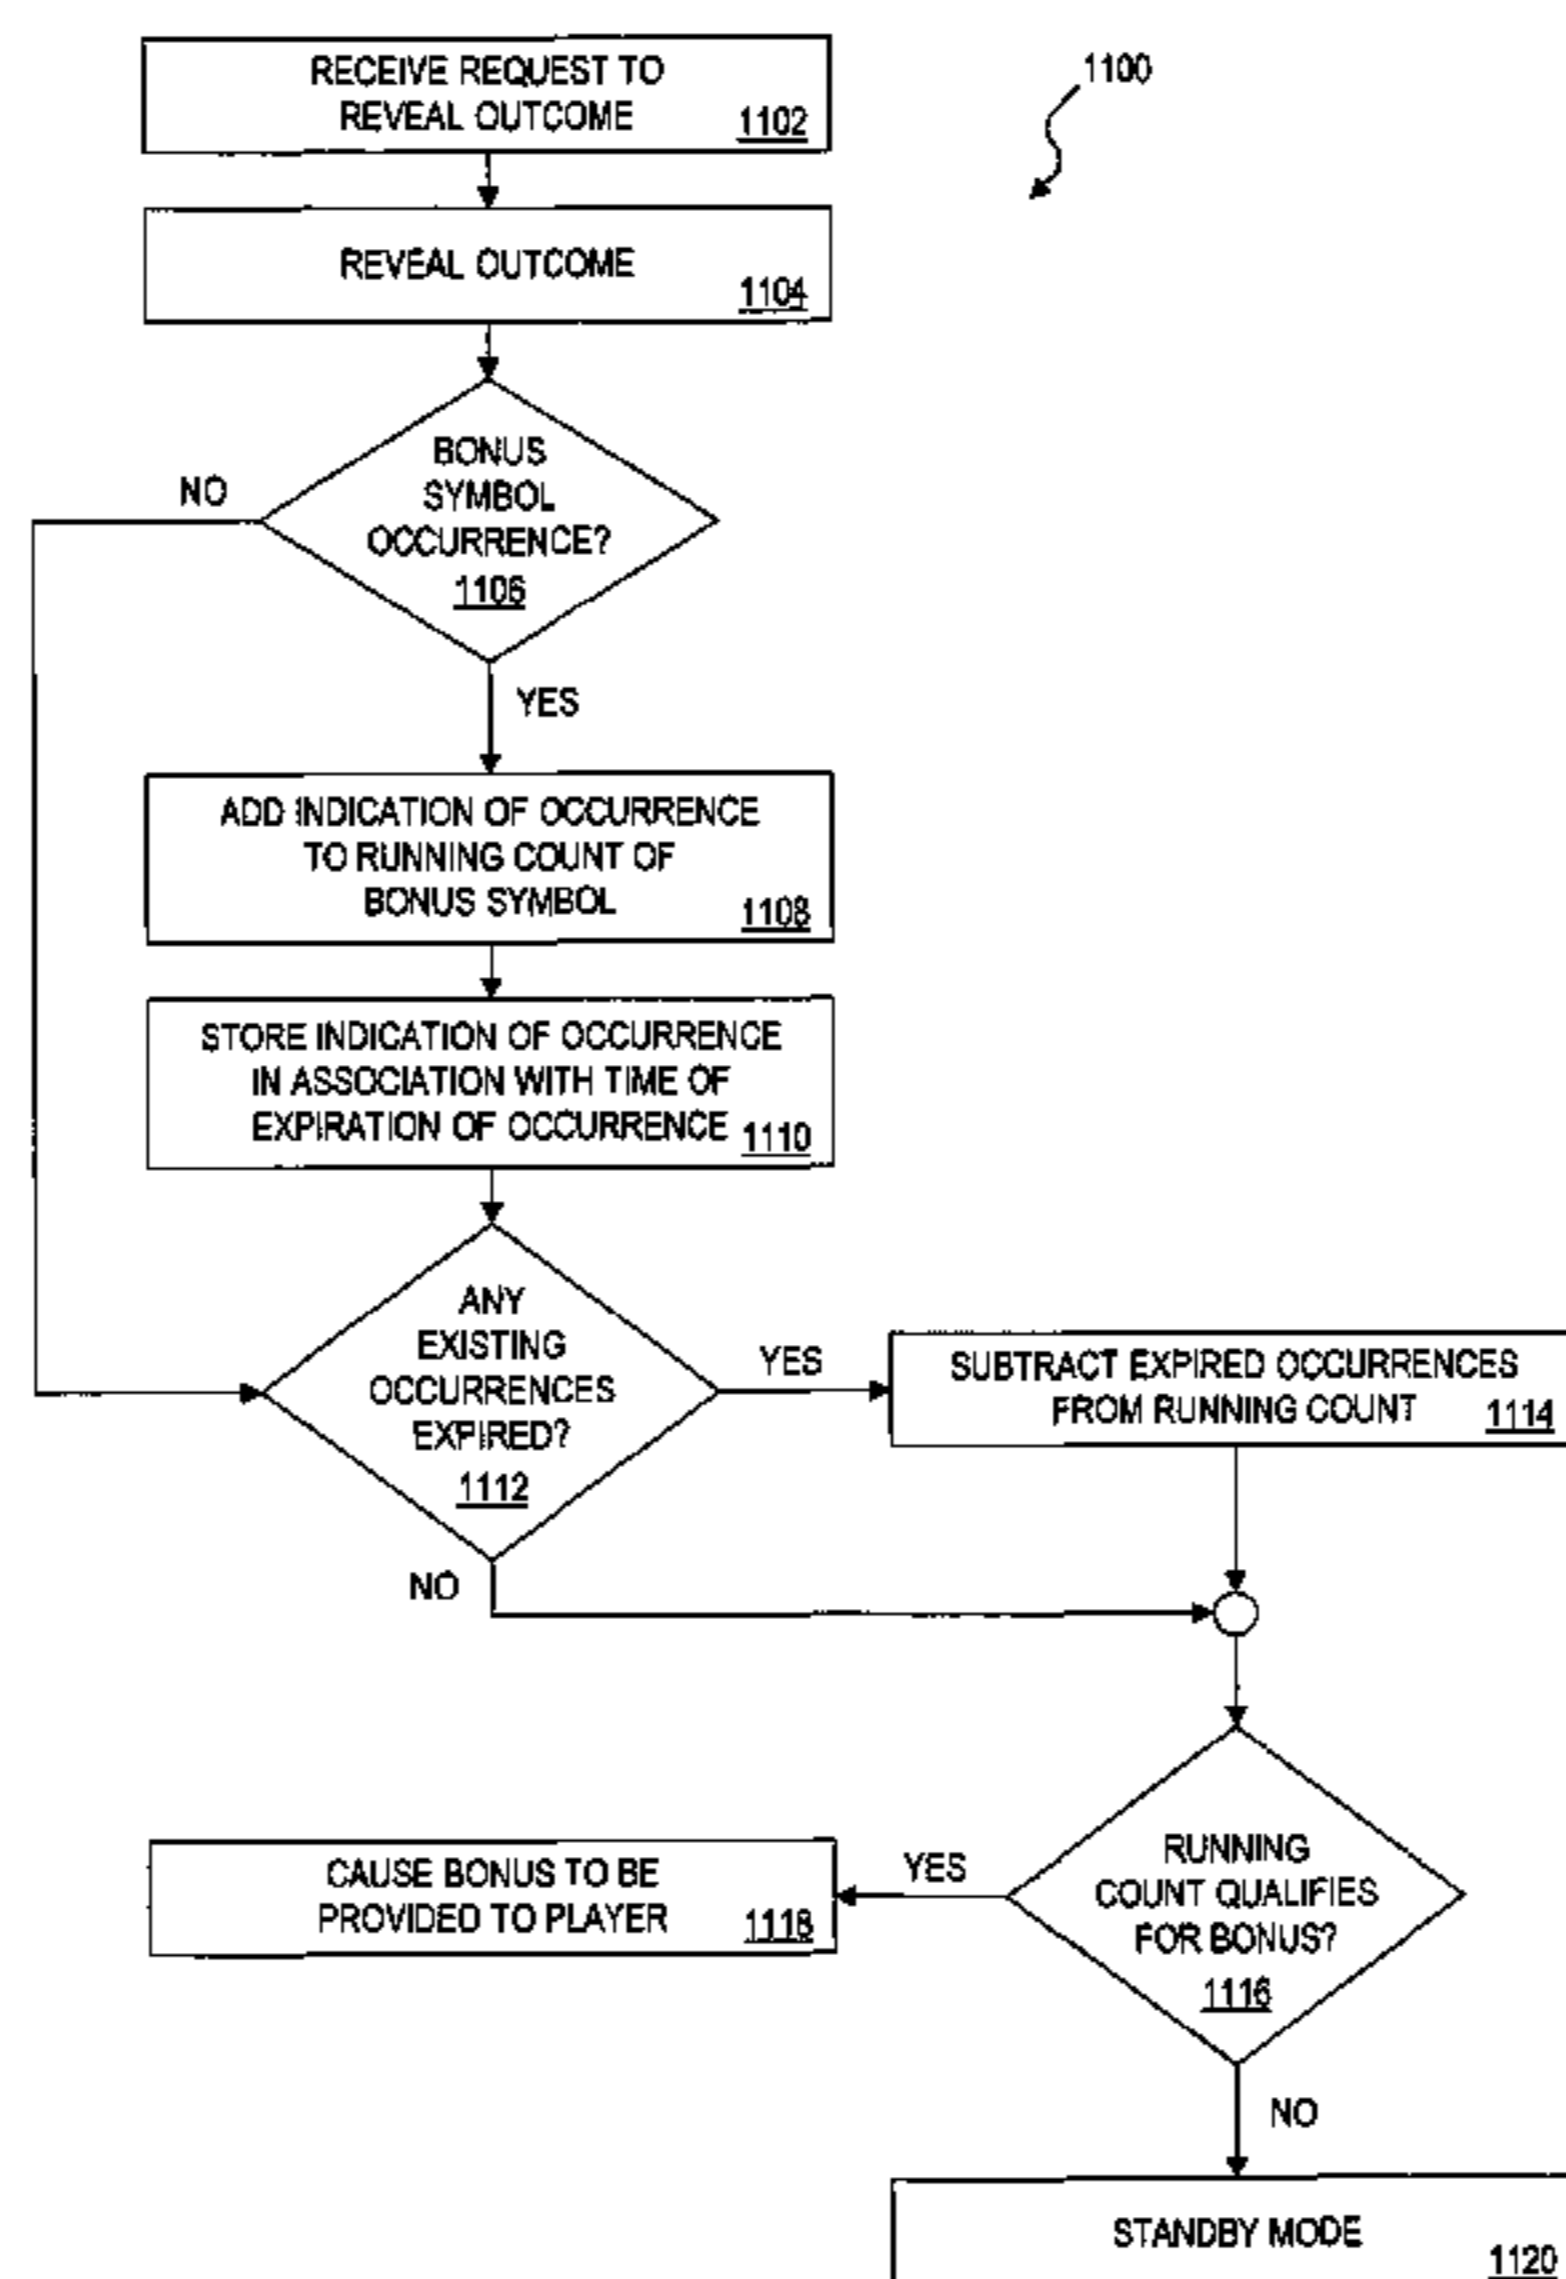 RECEIVE REQUEST TO
REVEAL OUTCOME
1102
1100
REVEAL OUTCOME
1104
BONUS
SYMBOL
OCCURRENCE?
1106
NO
YES
ADD INDICATION OF OCCURRENCE
TO RUNNING COUNT OF
BONUS SYMBOL
1108
STORE INDICATION OF OCCURRENCE
IN ASSOCIATION WITH TIME OF
EXPIRATION OF OCCURRENCE
1110
ANY
EXISTING
OCCURRENCES
EXPIRED?
1112
YES
SUBTRACT EXPIRED OCCURRENCES
FROM RUNNING COUNT
1114
NO
RUNNING
COUNT QUALIFIES
FOR BONUS?
1116
YES
CAUSE BONUS TO BE
PROVIDED TO PLAYER
1118
NO
STANDBY MODE
1120